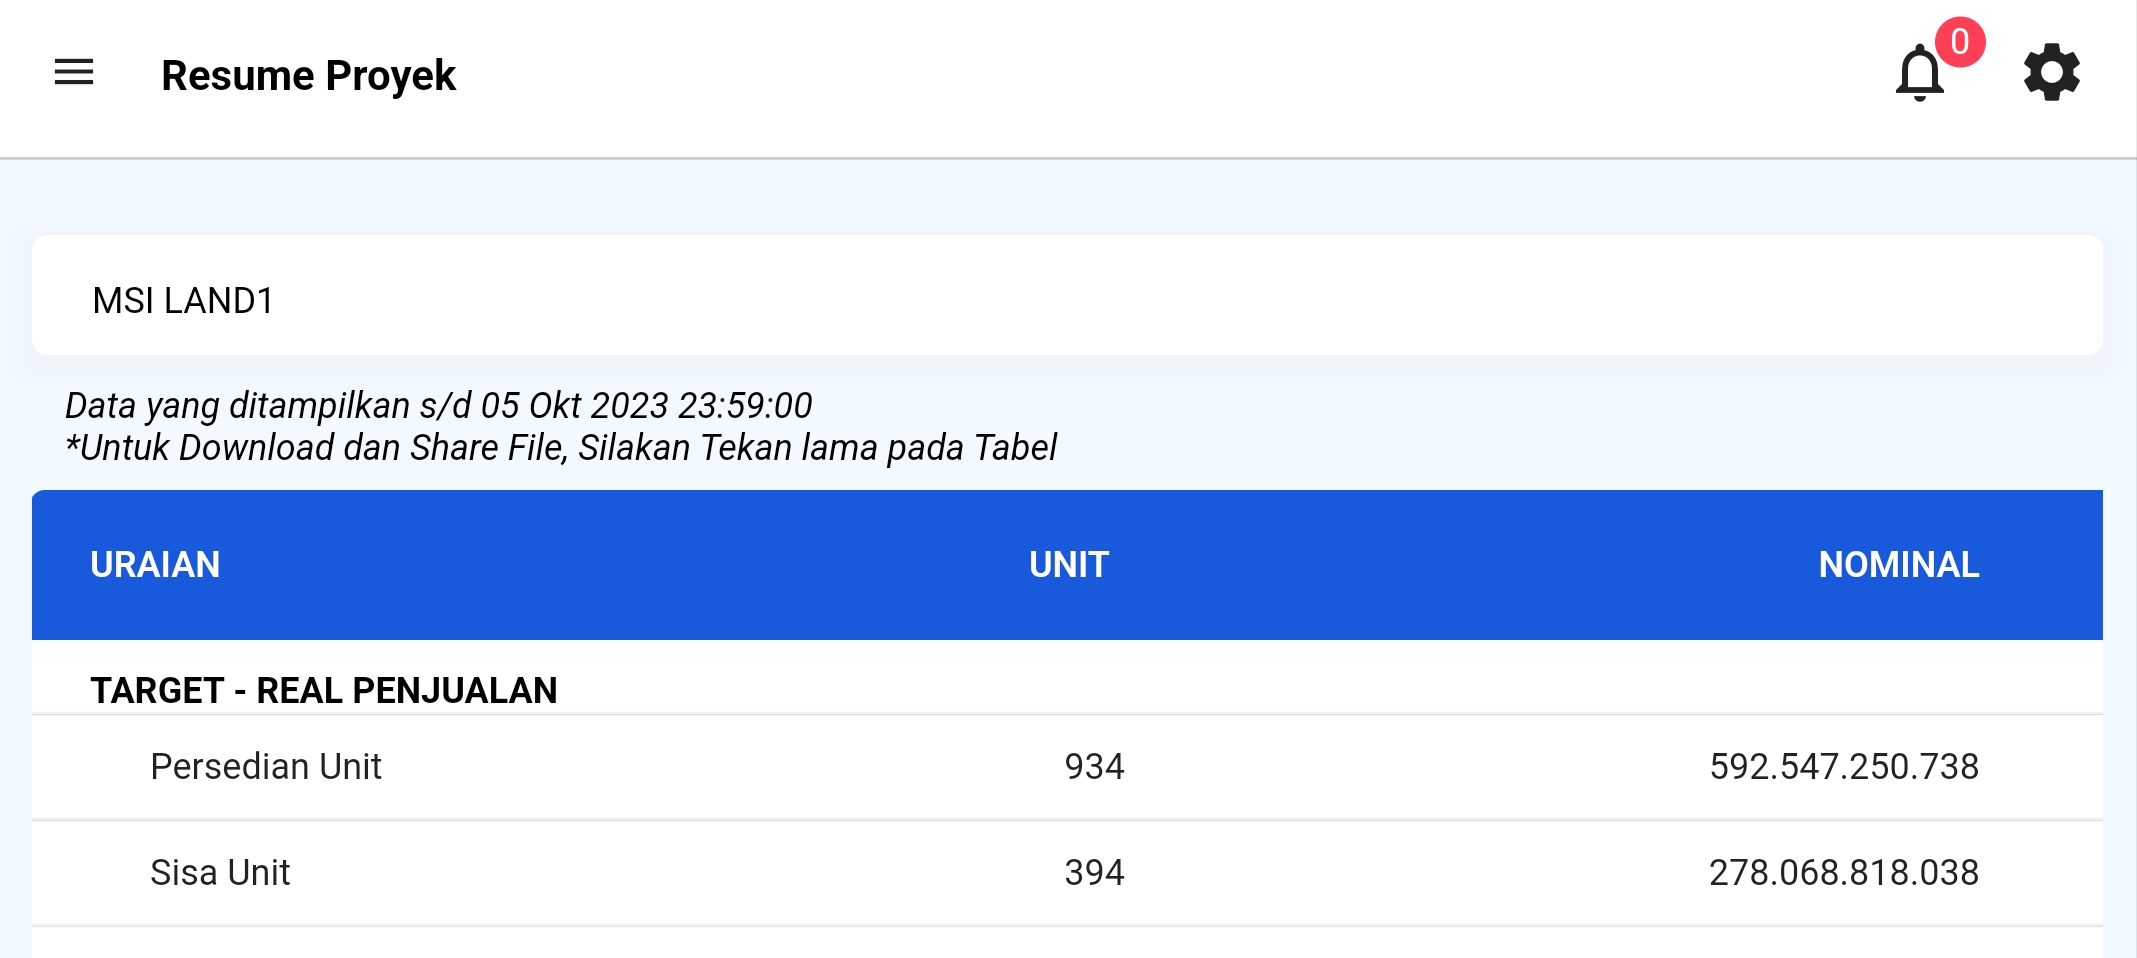 Resume Proyek
0
MSI LAND1
Data yang ditampilkan s/d 05 Okt 2023 23:59:00
*Untuk Download dan Share File, Silakan Tekan lama pada Tabel
URAIAN UNIT NOMINAL
TARGET - REAL PENJUALAN
Persedian Unit 934 592.547.250.738
Sisa Unit 394 278.068.818.038